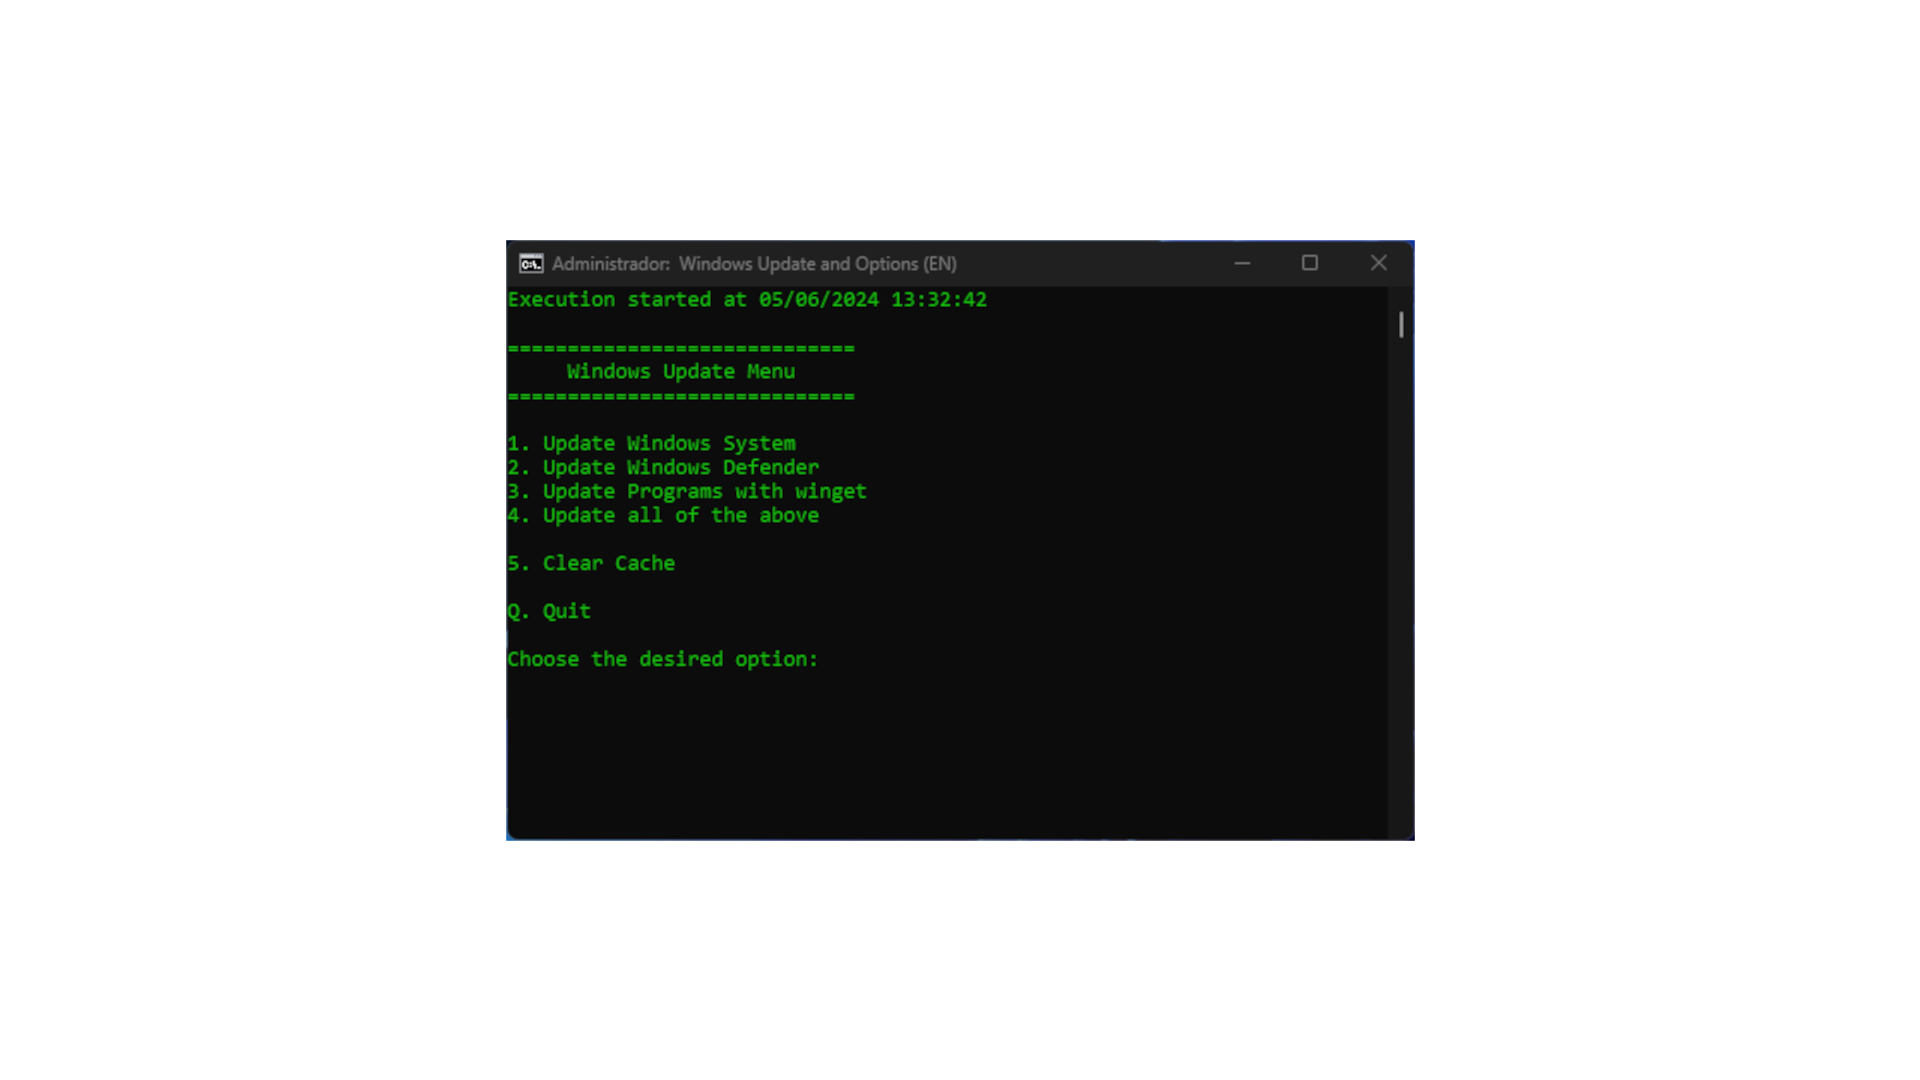 Administrador: Windows Update and Options (EN)
Execution started at 05/06/2024 13:32:42
=============================
Windows Update Menu
=============================
1. Update Windows System
2. Update Windows Defender
3. Update Programs with winget
4. Update all of the above
5. Clear Cache
Q. Quit
Choose the desired option: